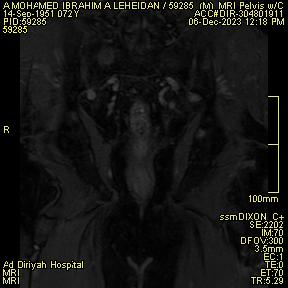 A MOHAMED IBRAHIM A LEHEIDAN / 59285 (M) MRI Pelvis w/C
14-Sep-1951 072Y ACC#DIR-304801911
PID:59285 06-Dec-2023 12:18 PM
59285
R
100mm
ssmDIXON_C+
SE:2202
IM:70
DFOV:300
3.5mm
EC:1
Ad Diriyah Hospital TE:0
MRI ET:70
MRI TR:5.29